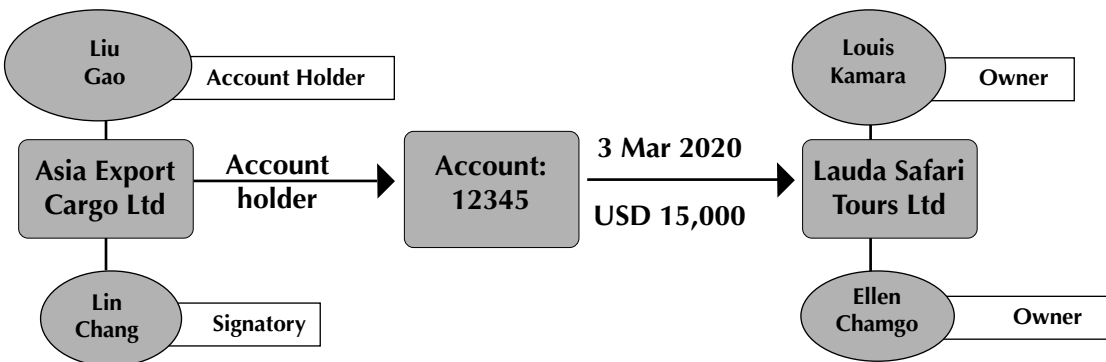 Liu
Gao
Account Holder
Asia Export
Cargo Ltd
Lin
Chang
Signatory
Account
holder
Account:
12345
3 Mar 2020
USD 15,000
Louis
Kamara
Owner
Lauda Safari
Tours Ltd
Ellen
Chamgo
Owner